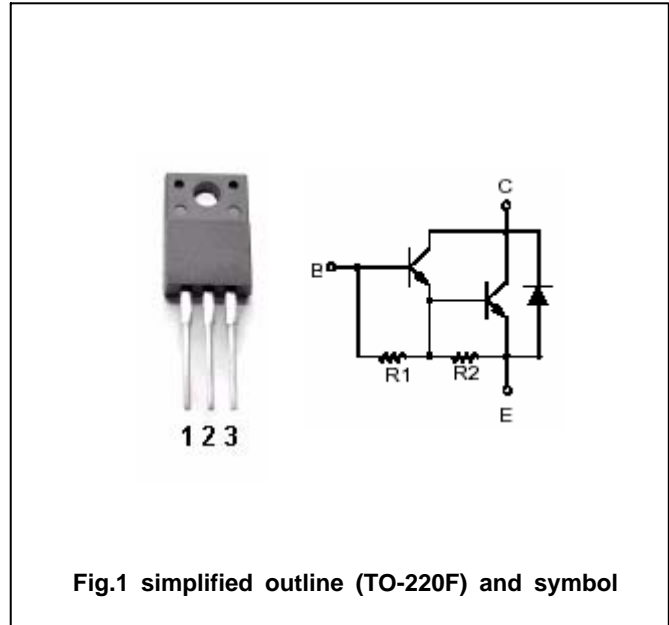 C
B
R1
R2
E
1 2 3
Fig.1 simplified outline (TO-220F) and symbol